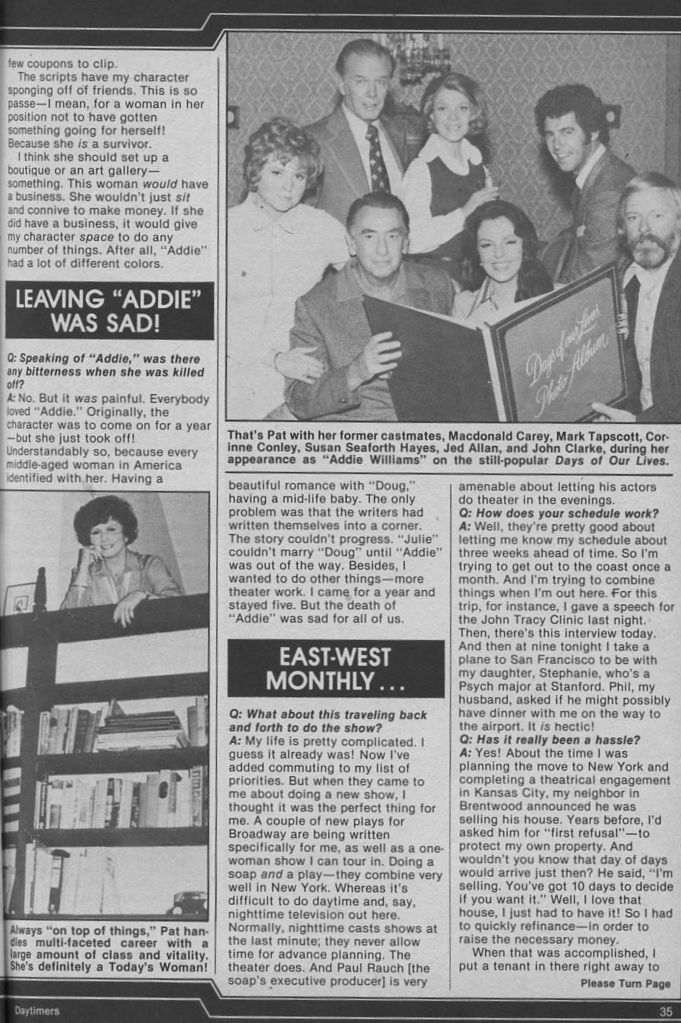 few coupons to clip.
The scripts have my character
sponging off of friends. This is so
passe—I mean, for a woman in her
position not to have gotten
something going for herself!
Because she is a survivor.
I think she should set up a
boutique or an art gallery—
something. This woman would have
a business. She wouldn't just sit
and connive to make money. If she
did have a business, it would give
my character space to do any
number of things. After all, "Addie"
had a lot of different colors.
LEAVING "ADDIE"
WAS SAD!
Q: Speaking of "Addie," was there
any bitterness when she was killed
off?
A: No. But it was painful. Everybody
loved "Addie." Originally, the
character was to come on for a year
—but she just took off!
Understandably so, because every
middle-aged woman in America
identified with her. Having a
Days of our Lives
Photo Album
That's Pat with her former castmates, Macdonald Carey, Mark Tapscott, Cor-
inne Conley, Susan Seaforth Hayes, Jed Allan, and John Clarke, during her
appearance as "Addie Williams" on the still-popular Days of Our Lives.
Always "on top of things," Pat han-
dles multi-faceted career with a
large amount of class and vitality.
She's definitely a Today's Woman!
beautiful romance with "Doug,"
having a mid-life baby. The only
problem was that the writers had
written themselves into a corner.
The story couldn't progress. "Julie"
couldn't marry "Doug" until "Addie"
was out of the way. Besides, I
wanted to do other things—more
theater work. I came for a year and
stayed five. But the death of
"Addie" was sad for all of us.
EAST-WEST
MONTHLY...
Q: What about this traveling back
and forth to do the show?
A: My life is pretty complicated. I
guess it already was! Now I've
added commuting to my list of
priorities. But when they came to
me about doing a new show, I
thought it was the perfect thing for
me. A couple of new plays for
Broadway are being written
specifically for me, as well as a one-
woman show I can tour in. Doing a
soap and a play—they combine very
well in New York. Whereas it's
difficult to do daytime and, say,
nighttime television out here.
Normally, nighttime casts shows at
the last minute; they never allow
time for advance planning. The
theater does. And Paul Rauch [the
soap's executive producer] is very
amenable about letting his actors
do theater in the evenings.
Q: How does your schedule work?
A: Well, they're pretty good about
letting me know my schedule about
three weeks ahead of time. So I'm
trying to get out to the coast once a
month. And I'm trying to combine
things when I'm out here. For this
trip, for instance, I gave a speech for
the John Tracy Clinic last night.
Then, there's this interview today.
And then at nine tonight I take a
plane to San Francisco to be with
my daughter, Stephanie, who's a
Psych major at Stanford. Phil, my
husband, asked if he might possibly
have dinner with me on the way to
the airport. It is hectic!
Q: Has it really been a hassle?
A: Yes! About the time I was
planning the move to New York and
completing a theatrical engagement
in Kansas City, my neighbor in
Brentwood announced he was
selling his house. Years before, I'd
asked him for "first refusal"—to
protect my own property. And
wouldn't you know that day of days
would arrive just then? He said, "I'm
selling. You've got 10 days to decide
if you want it." Well, I love that
house, I just had to have it! So I had
to quickly refinance—in order to
raise the necessary money.
When that was accomplished, I
put a tenant in there right away to
Please Turn Page
Daytimers
35